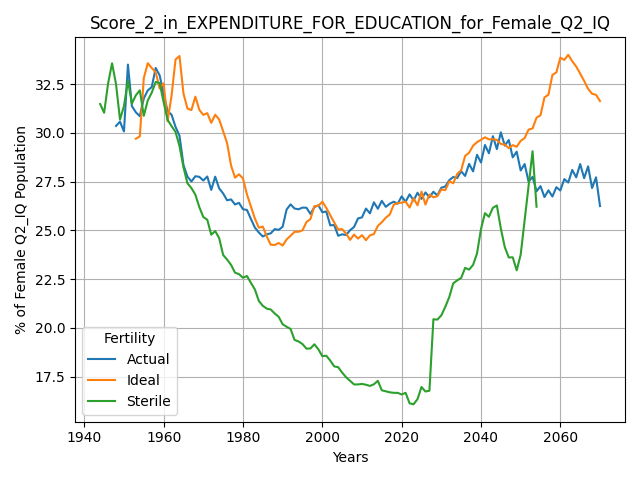 Score_2_in_EXPENDITURE_FOR_EDUCATION_for_Female_Q2_IQ
% of Female Q2_IQ Population
32.5
30.0
27.5
25.0
22.5
20.0
17.5
Fertility
Actual
Ideal
Sterile
1940 1960 1980 2000 2020 2040 2060
Years